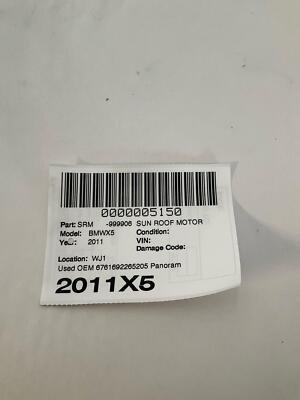 0000005150
Part: SRM -999906 SUN ROOF MOTOR
Model: BMWX5 Condition:
Year: 2011 VIN:
Damage Code:
Location: WJ1
Used OEM 6761692265205 Panoram
2011X5